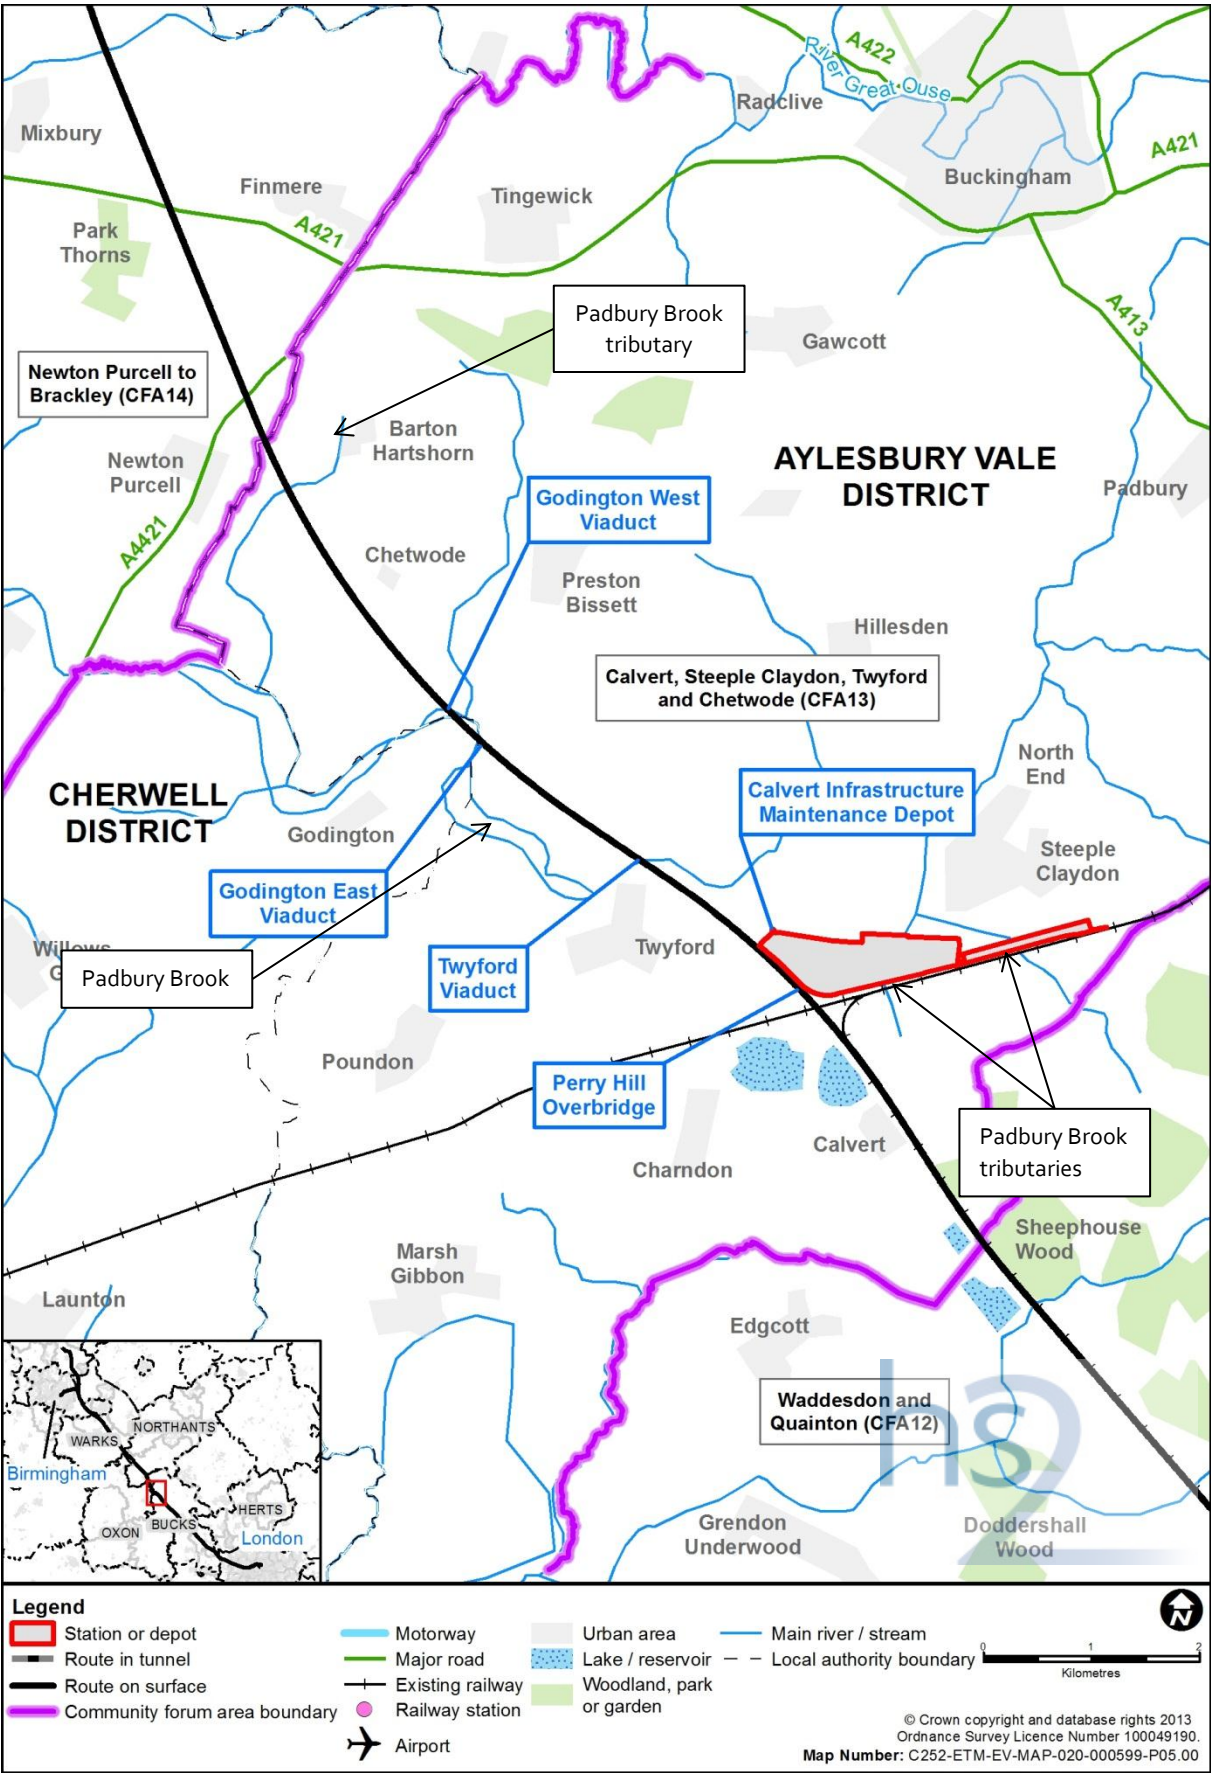 A422
River Great Ouse
Radclive
Mixbury
A421
Finmere
Tingewick
Buckingham
A421
Park
Thorns
Padbury Brook
tributary
A413
Gawcott
Newton Purcell to
Brackley (CFA14)
Barton
Hartshorn
AYLESBURY VALE
DISTRICT
Newton
Purcell
Padbury
Godington West
Viaduct
A4421
Chetwode
Preston
Bissett
Hillesden
Calvert, Steeple Claydon, Twyford
and Chetwode (CFA13)
North
End
CHERWELL
DISTRICT
Calvert Infrastructure
Maintenance Depot
Godington
Steeple
Claydon
Godington East
Viaduct
Willows
G
Twyford
Padbury Brook
Twyford
Viaduct
Poundon
Perry Hill
Overbridge
Padbury Brook
tributaries
Calvert
Charndon
Sheephouse
Wood
Marsh
Gibbon
Launton
Edgcott
Waddesdon and
Quainton (CFA12)
hs2
Grendon
Underwood
Doddershall
Wood
NORTHANTS
WARKS
Birmingham
HERTS
BUCKS
OXON
London
Legend
Station or depot
Route in tunnel
Route on surface
Community forum area boundary
Motorway
Major road
Existing railway
Railway station
Airport
Urban area
Lake / reservoir
Woodland, park
or garden
Main river / stream
Local authority boundary
N
0 1 2
Kilometres
© Crown copyright and database rights 2013
Ordnance Survey Licence Number 100049190.
Map Number: C252-ETM-EV-MAP-020-000599-P05.00